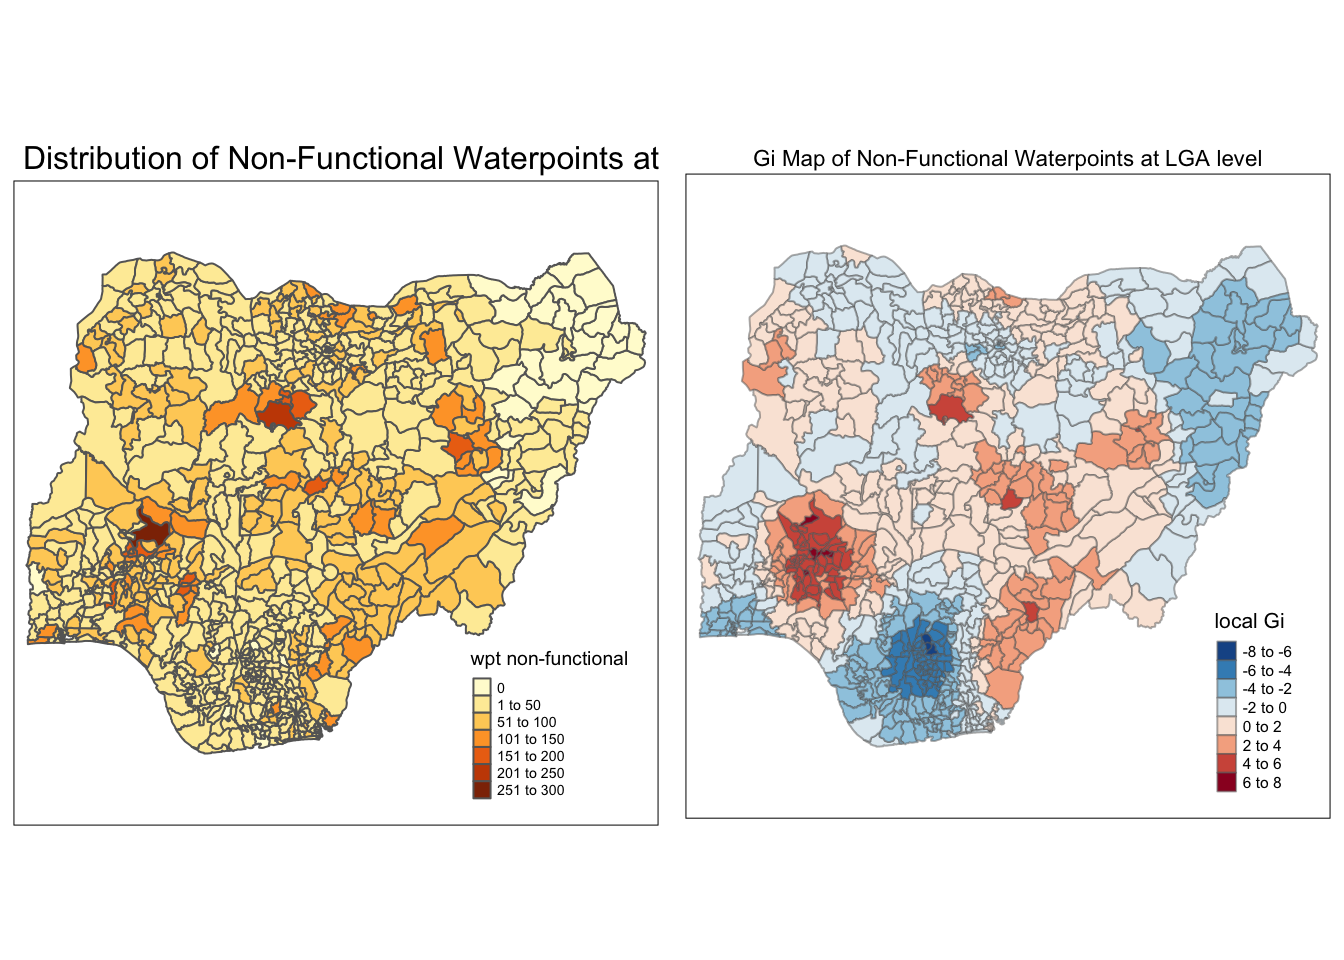 Distribution of Non-Functional Waterpoints at
wpt non-functional
0
1 to 50
51 to 100
101 to 150
151 to 200
201 to 250
251 to 300
Gi Map of Non-Functional Waterpoints at LGA level
local Gi
-8 to -6
-6 to -4
-4 to -2
-2 to 0
0 to 2
2 to 4
4 to 6
6 to 8